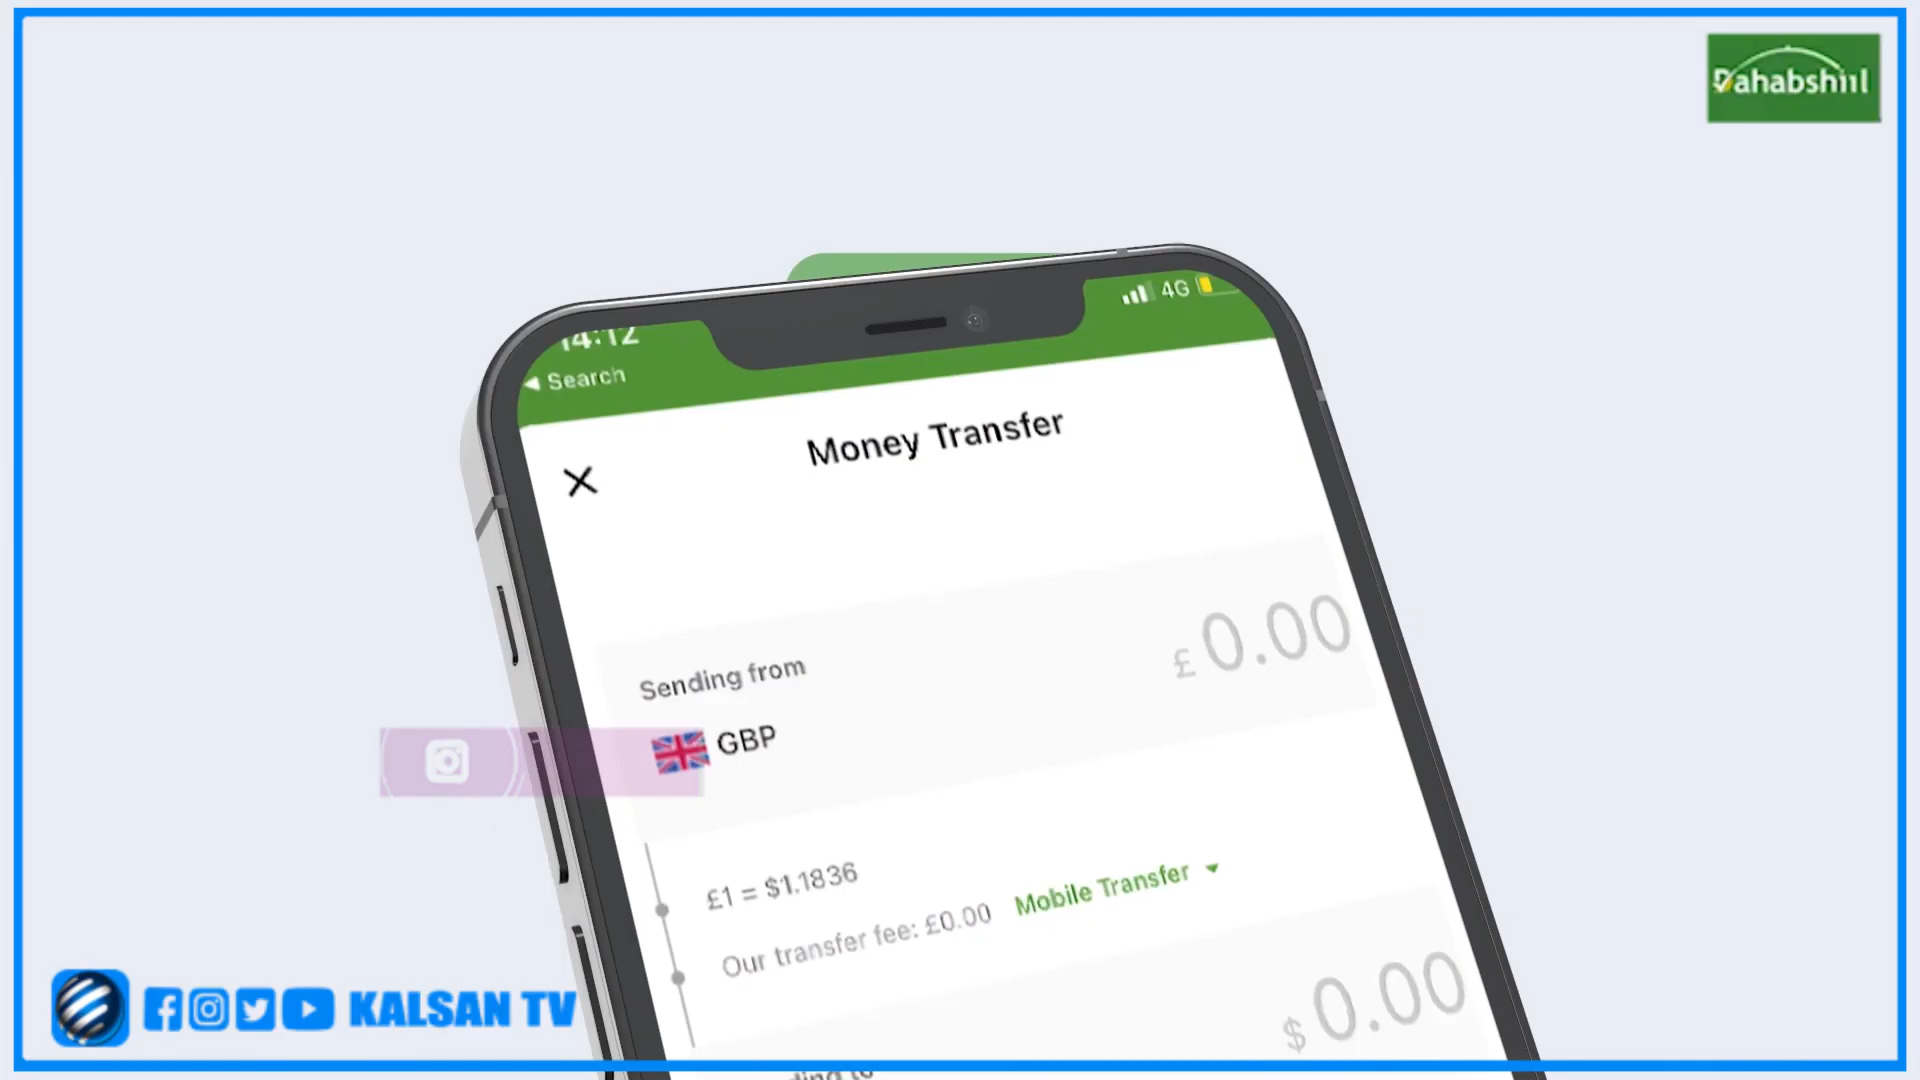 Dahabshiil
14:12
4G
Search
Money Transfer
£0.00
Sending from
GBP
£1 = $1.1836
Our transfer fee: £0.00 Mobile Transfer
$0.00
KALSAN TV